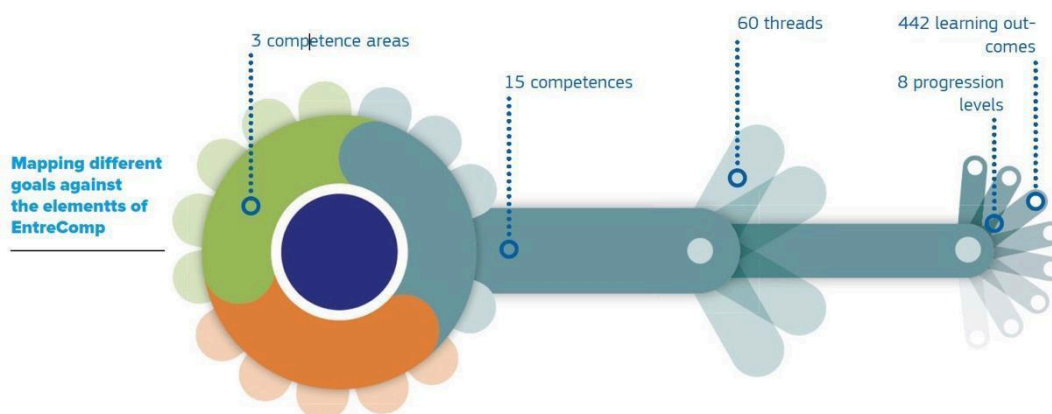 3 competence areas
15 competences
60 threads
442 learning out-
comes
8 progression
levels
Mapping different
goals against
the elementts of
EntreComp